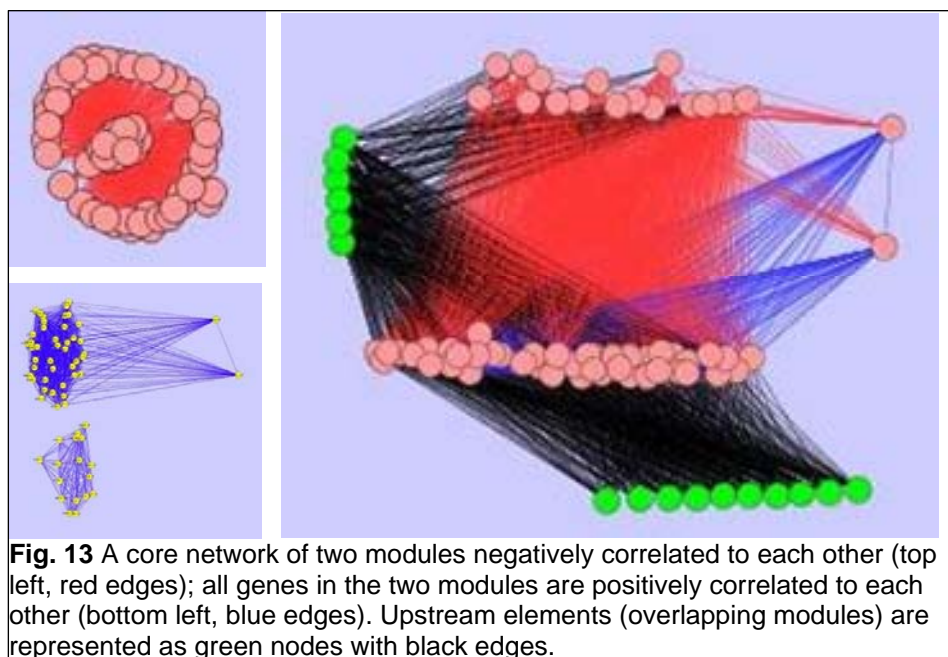 Fig. 13 A core network of two modules negatively correlated to each other (top
left, red edges); all genes in the two modules are positively correlated to each
other (bottom left, blue edges). Upstream elements (overlapping modules) are
represented as green nodes with black edges.